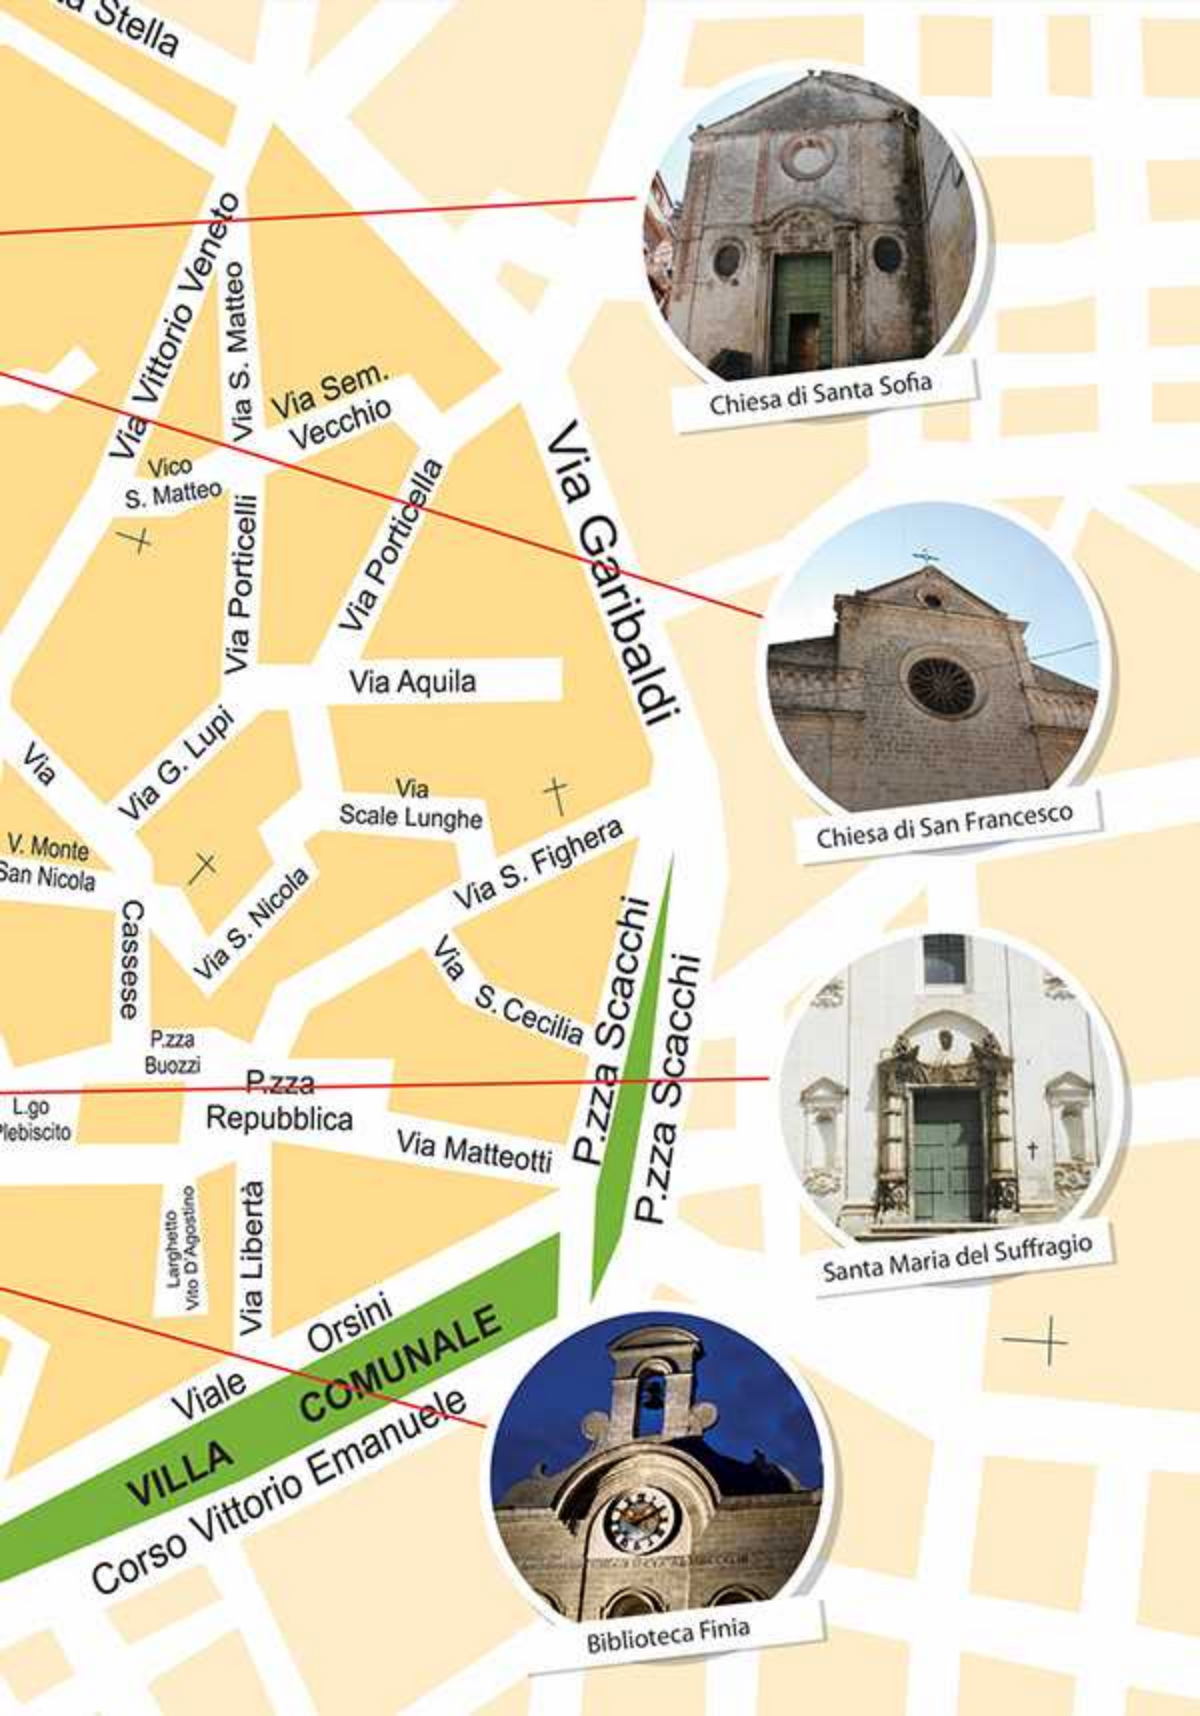 Stella
Via Vittorio Veneto
Via S. Matteo
Via Sem.
Vecchio
Vico
S. Matteo
Via Porticelli
Via Porticella
Via Garibaldi
Via Aquila
Via G. Lupi
Via
Via
Scale Lunghe
V. Monte
San Nicola
Via S. Nicola
Via S. Fighera
Cassese
Via S. Cecilia
P.zza Scacchi
P.zza Scacchi
P.zza
Buozzi
P.zza
Repubblica
L.go
Plebiscito
Via Matteotti
Larghetto
Vito D'Agostino
Via Libertà
Viale Orsini
VILLA COMUNALE
Corso Vittorio Emanuele
Chiesa di Santa Sofia
Chiesa di San Francesco
Santa Maria del Suffragio
Biblioteca Finia